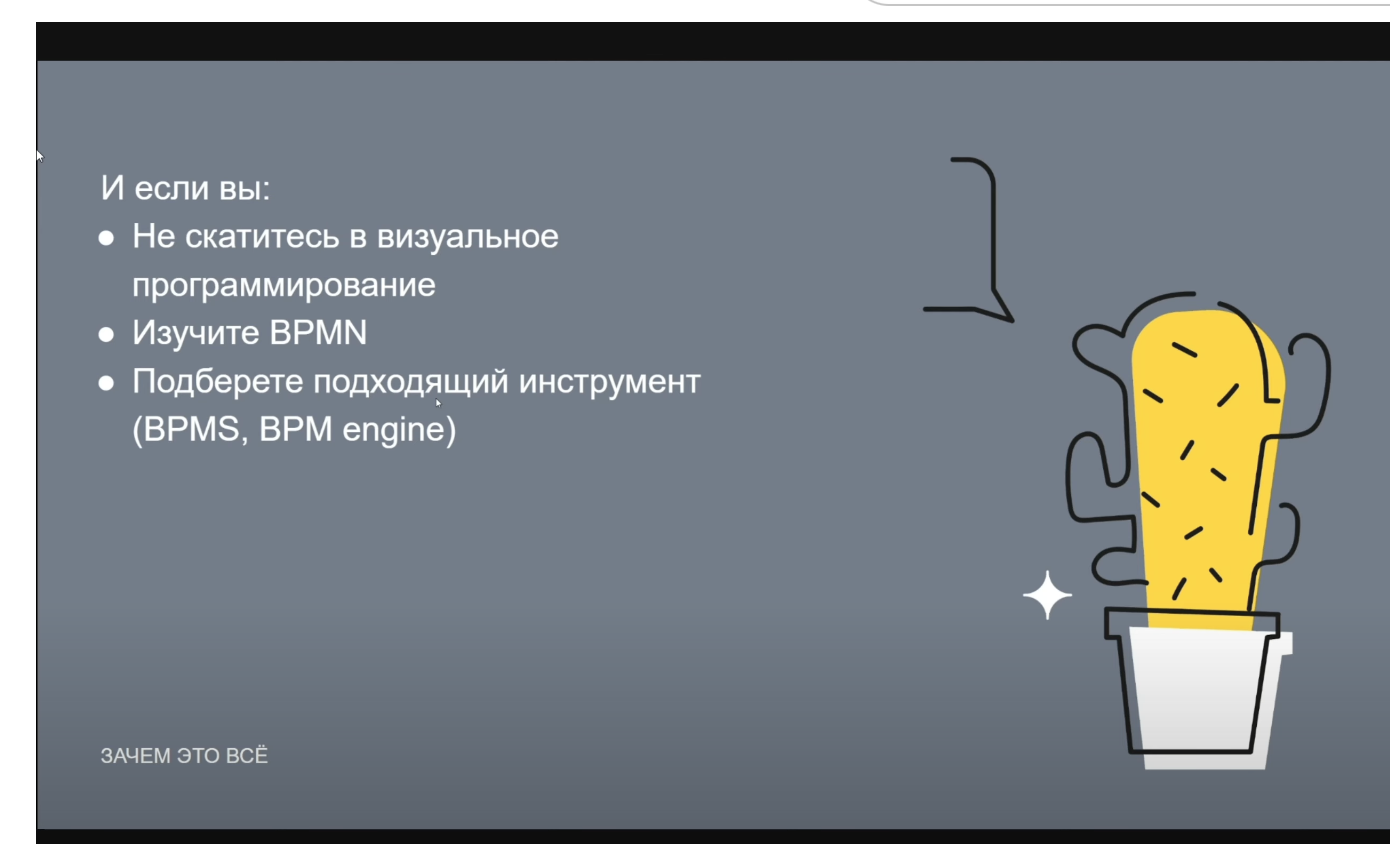 И если вы:
● Не скатитесь в визуальное
программирование
● Изучите BPMN
● Подберете подходящий инструмент
(BPMS, BPM engine)
ЗАЧЕМ ЭТО ВСЁ